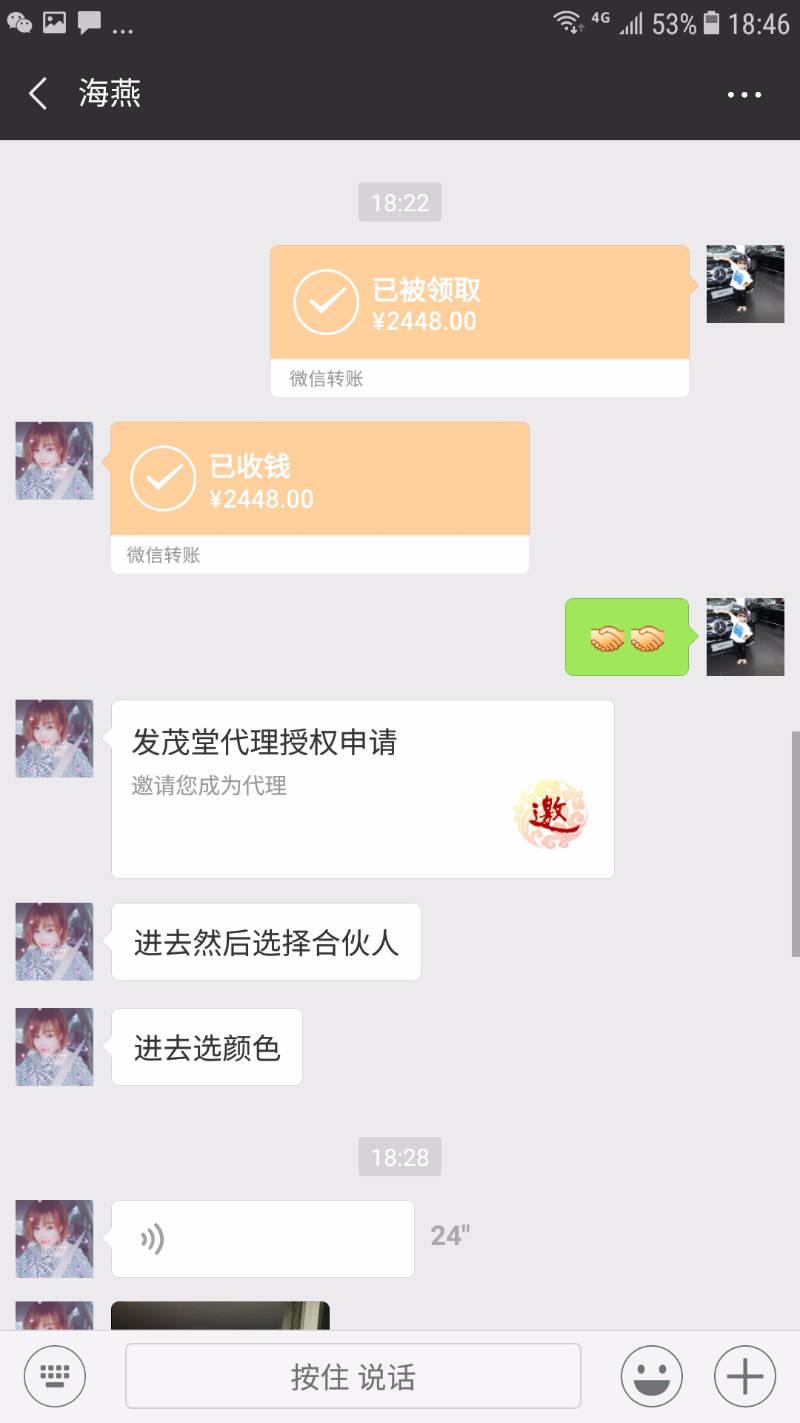 4G 53% 18:46
海燕
18:22
已被领取
¥2448.00
微信转账
已收钱
¥2448.00
微信转账
发茂堂代理授权申请
邀请您成为代理
邀
进去然后选择合伙人
进去选颜色
18:28
24"
按住 说话